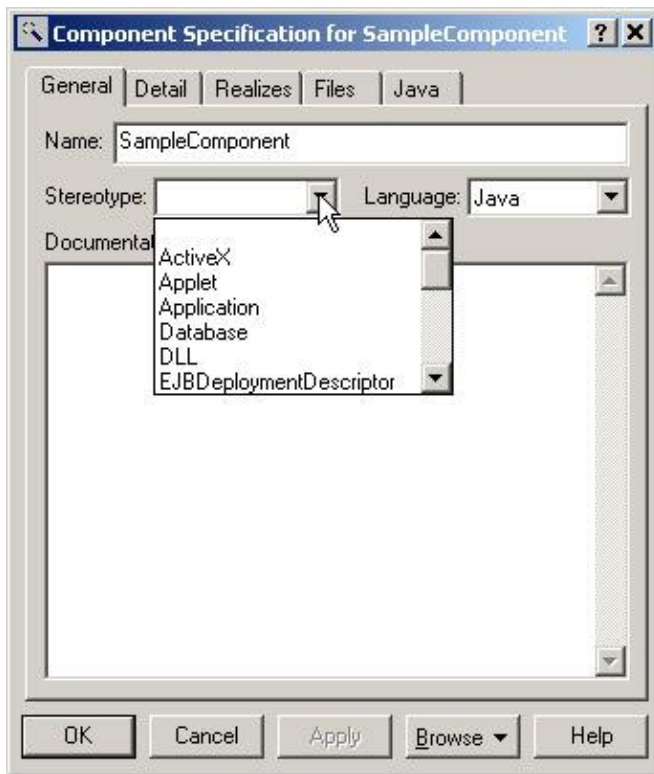 Component Specification for SampleComponent
General Detail Realizes Files Java
Name: SampleComponent
Stereotype: Language: Java
Documentat
ActiveX
Applet
Application
Database
DLL
EJBDeploymentDescriptor
OK Cancel Apply Browse Help